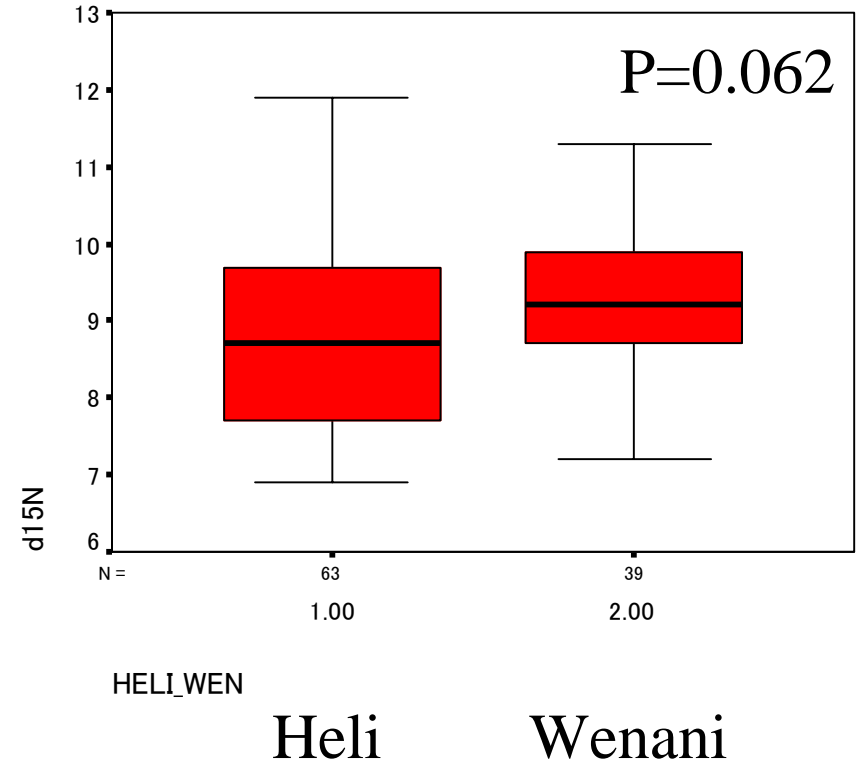 13
P=0.062
12
11
10
9
8
7
6
d15N
N = 63 39
1.00 2.00
HELI_WEN
Heli Wenani